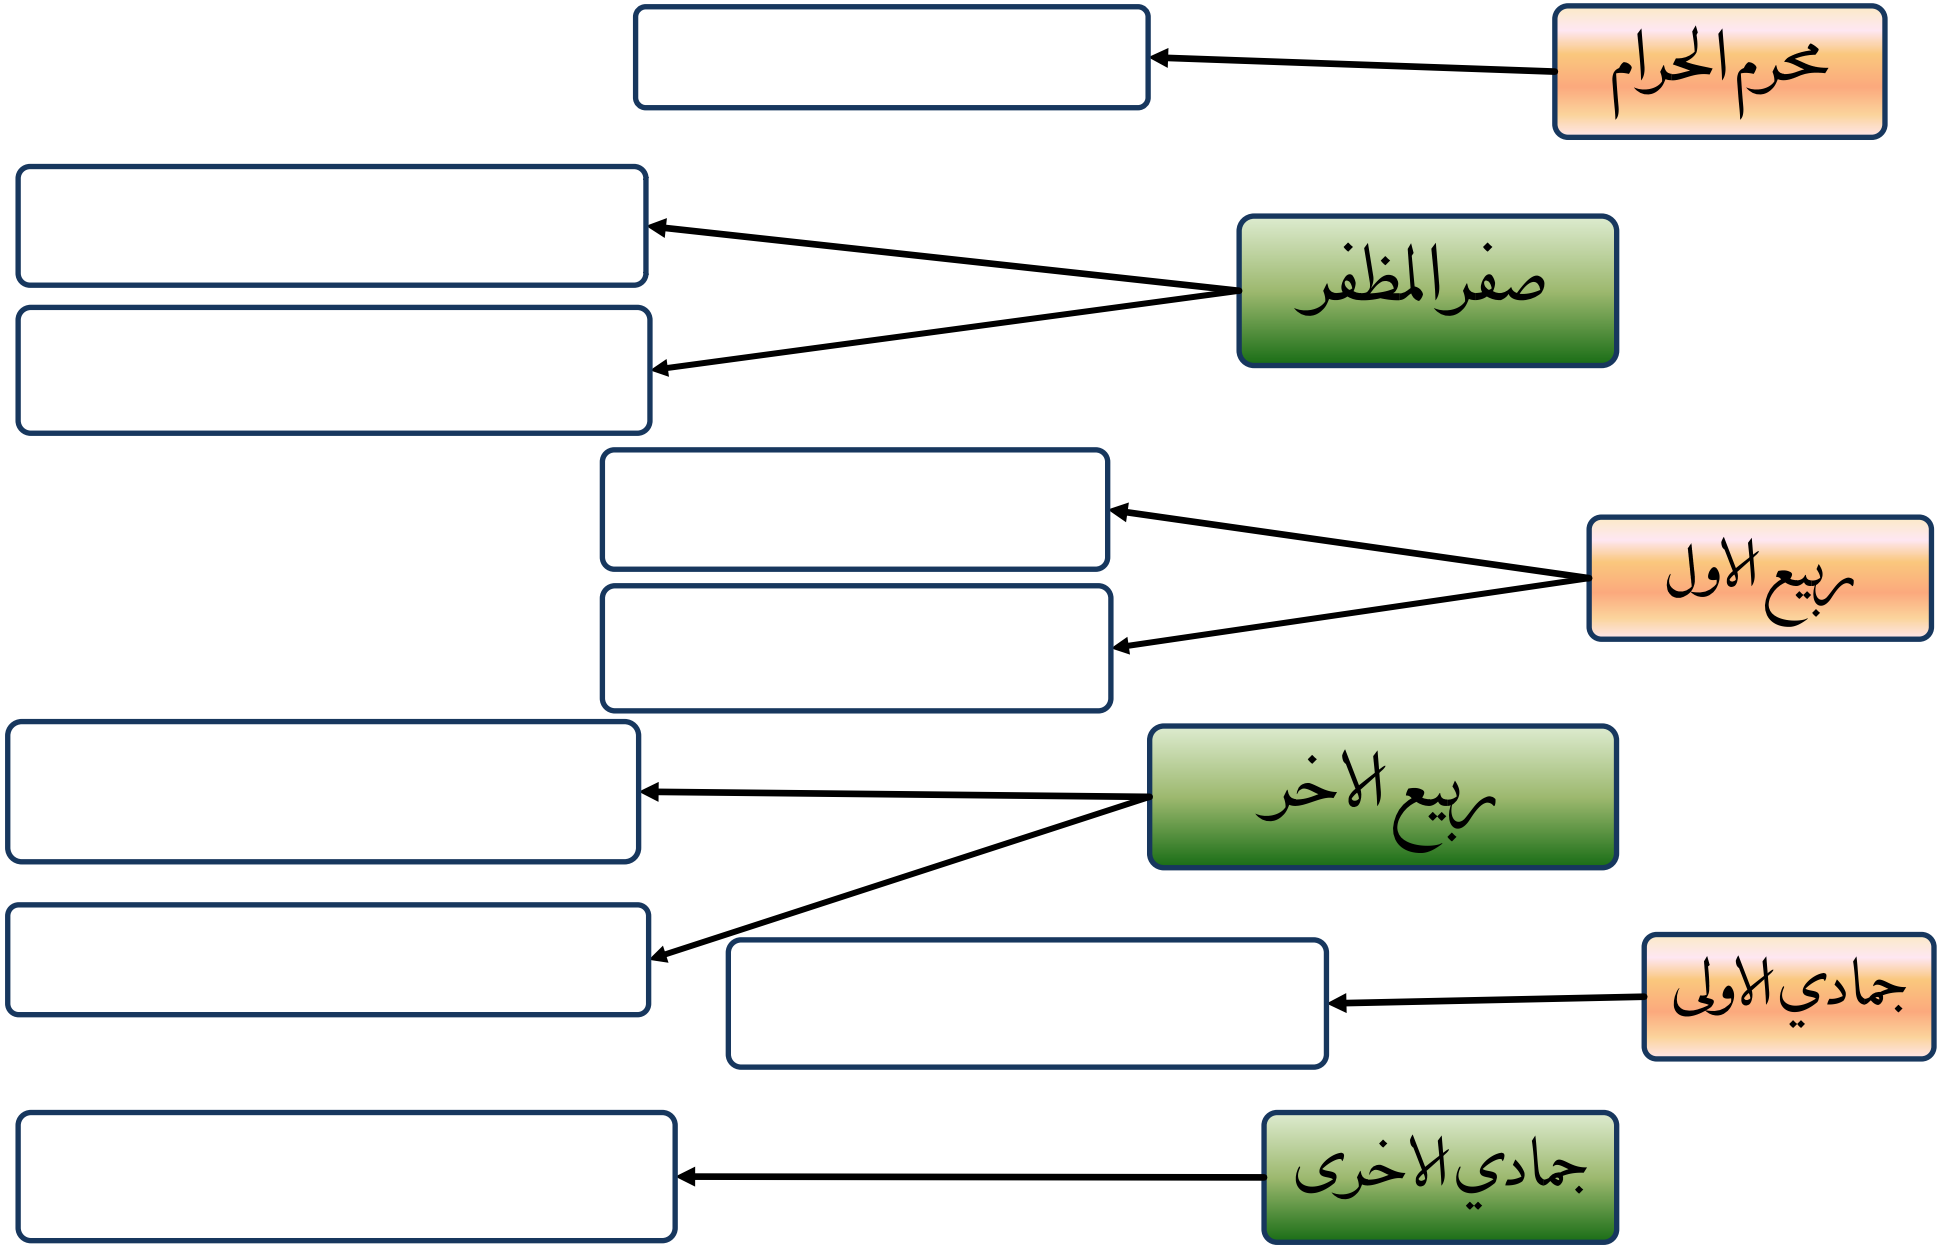 محرم الحرام
صفر المظفر
ربيع الاول
ربيع الاخر
جمادي الاولى
جمادي الاخرى